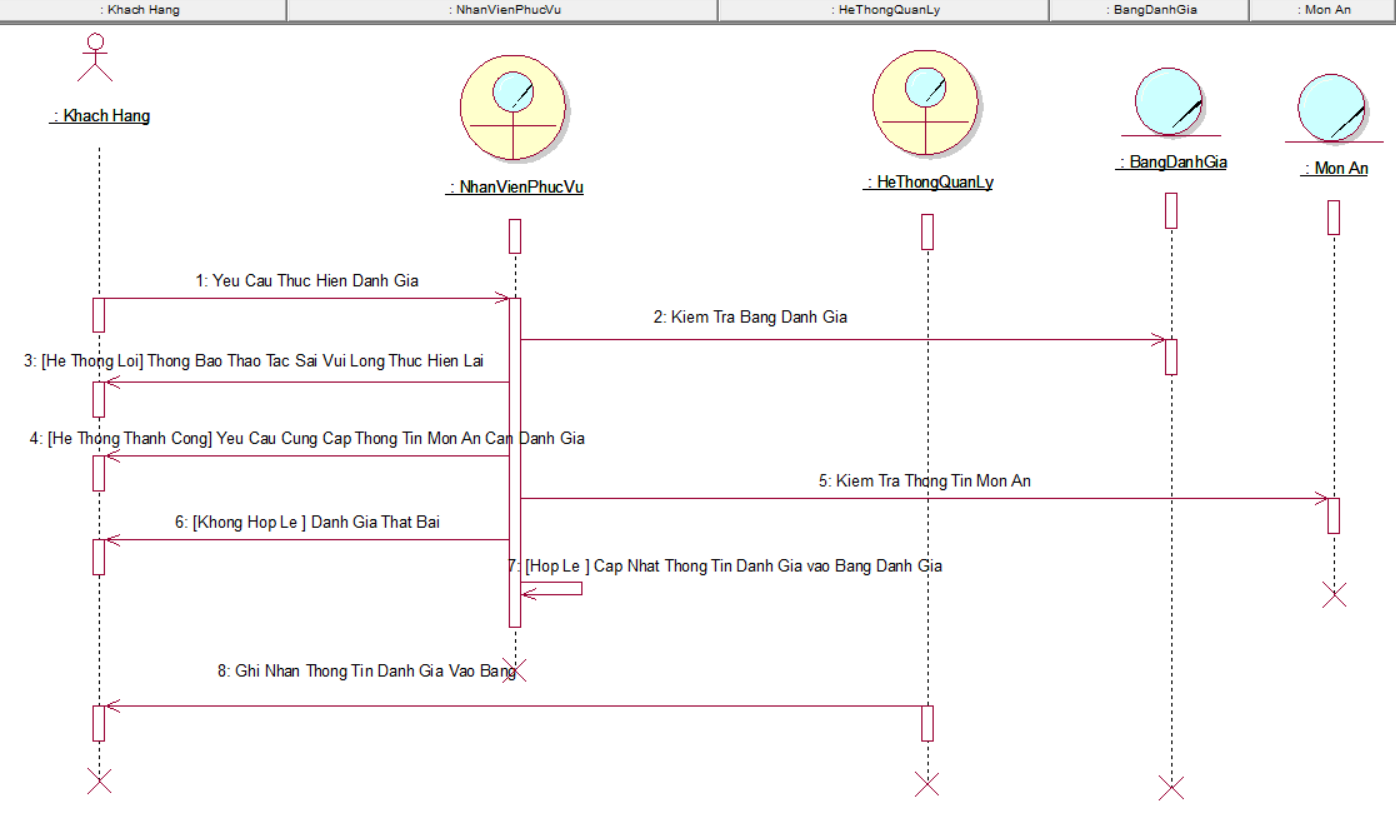 : Khach Hang
: NhanVienPhucVu
: HeThongQuanLy
: BangDanhGia
: Mon An
: Khach Hang
: NhanVienPhucVu
: HeThongQuanLy
: BangDanhGia
: Mon An
1: Yeu Cau Thuc Hien Danh Gia
2: Kiem Tra Bang Danh Gia
3: [He Thong Loi] Thong Bao Thao Tac Sai Vui Long Thuc Hien Lai
4: [He Thong Thanh Cong] Yeu Cau Cung Cap Thong Tin Mon An Can Danh Gia
5: Kiem Tra Thong Tin Mon An
6: [Khong Hop Le ] Danh Gia That Bai
7: [Hop Le ] Cap Nhat Thong Tin Danh Gia vao Bang Danh Gia
8: Ghi Nhan Thong Tin Danh Gia Vao Bang